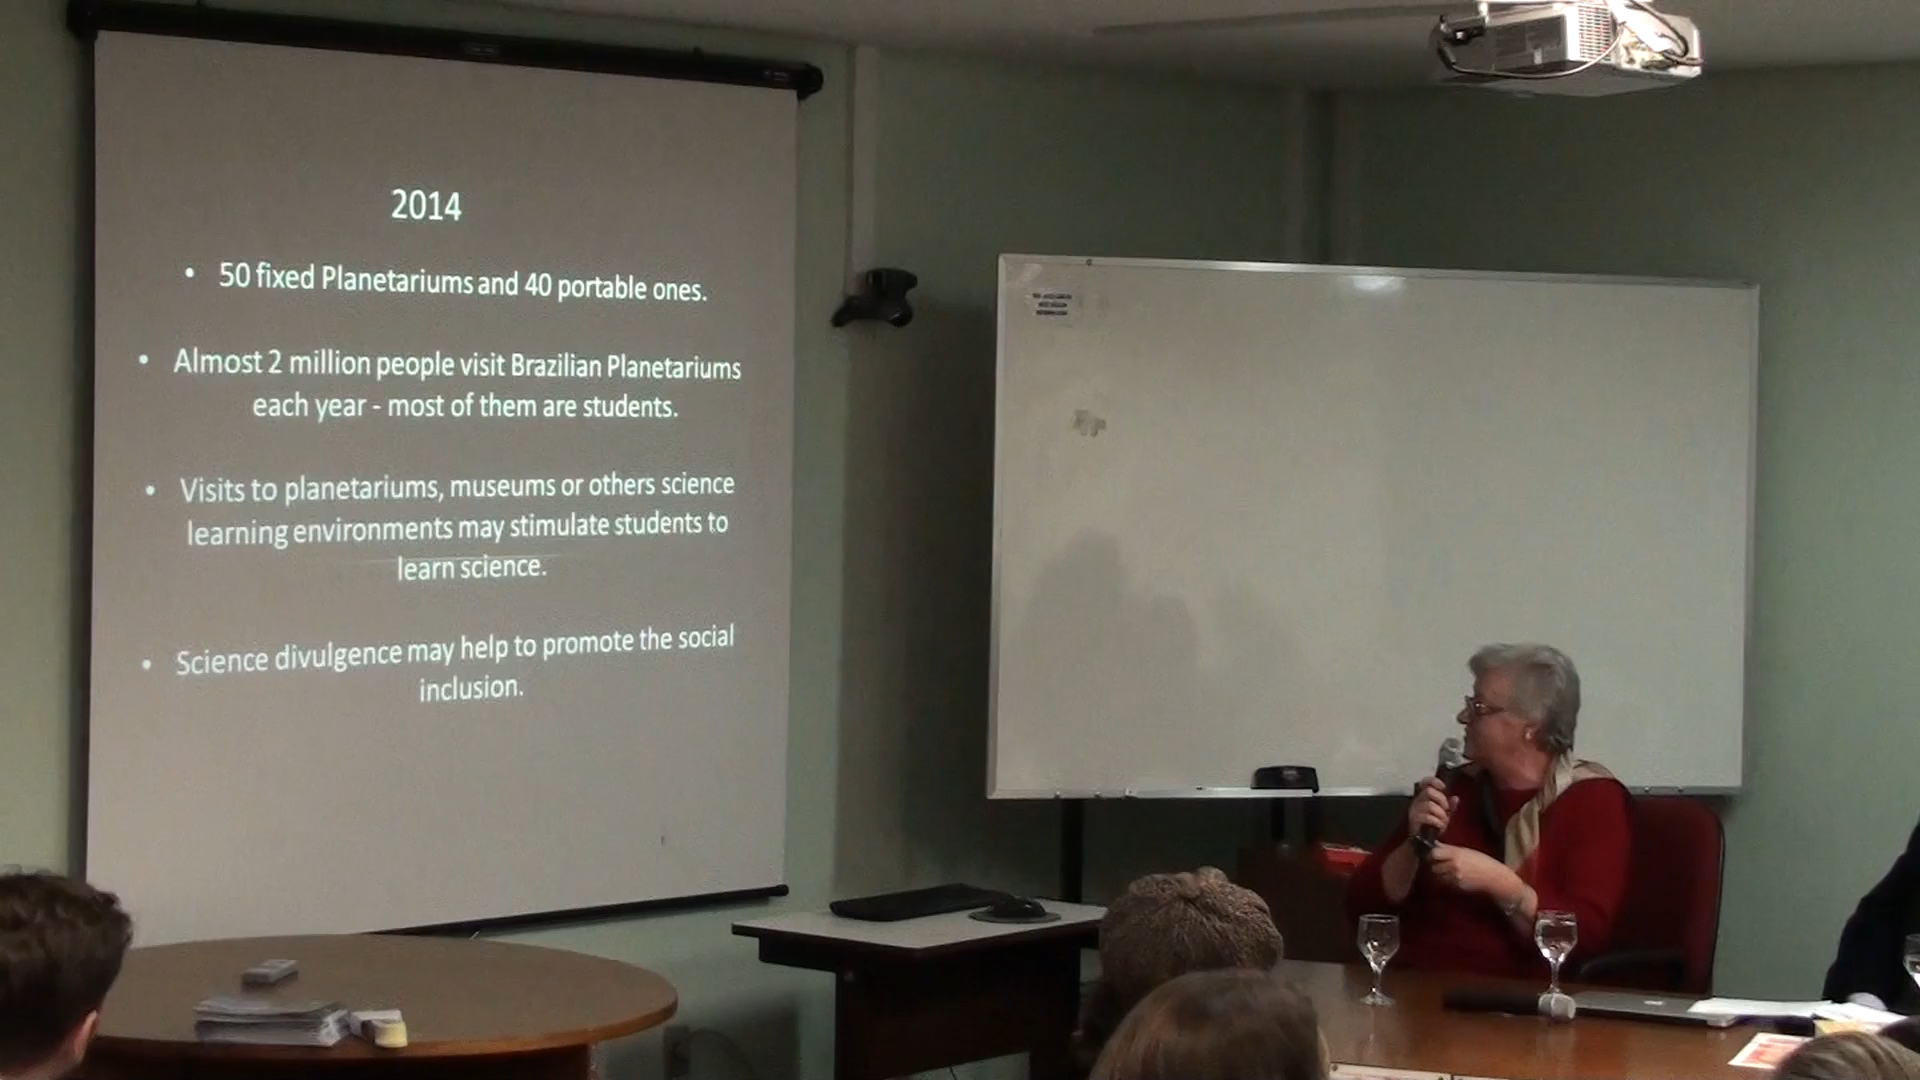 2014
• 50 fixed Planetariums and 40 portable ones.
• Almost 2 million people visit Brazilian Planetariums
each year - most of them are students.
• Visits to planetariums, museums or others science
learning environments may stimulate students to
learn science.
• Science divulgence may help to promote the social
inclusion.